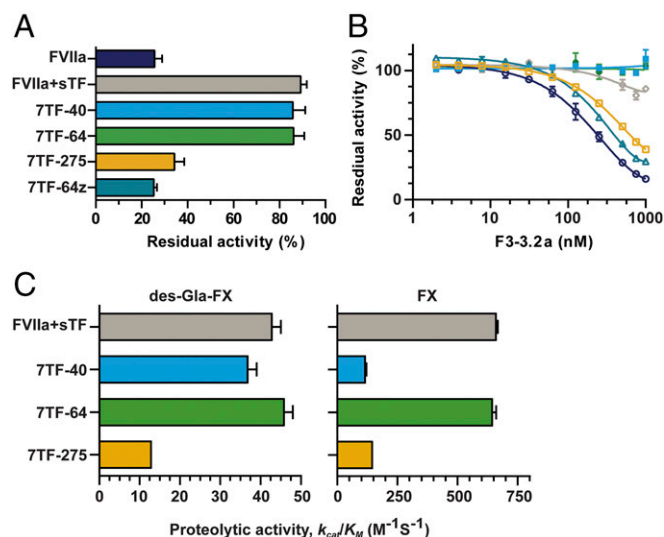 A
FVIIa
FVIIa+sTF
7TF-40
7TF-64
7TF-275
7TF-64z
0 20 40 60 80 100
Residual activity (%)
B
Resdiual activity (%)
100
50
0
1 10 100 1000
F3-3.2a (nM)
C
des-Gla-FX
FX
FVIIa+sTF
7TF-40
7TF-64
7TF-275
0 10 20 30 40 50
0 250 500 750
Proteolytic activity, kcat/KM (M⁻¹S⁻¹)